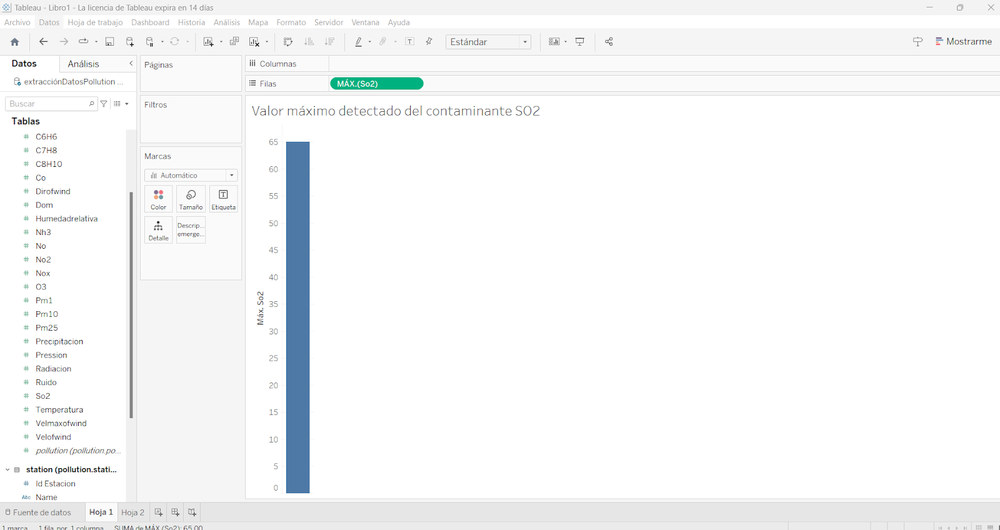 Tableau - Libro1 - La licencia de Tableau expira en 14 días
Archivo Datos Hoja de trabajo Dashboard Historia Análisis Mapa Formato Servidor Ventana Ayuda
Estándar
Mostrarme
Datos Análisis
extracciónDatosPollution ...
Buscar
Tablas
C6H6
C7H8
C8H10
Co
Dirofwind
Dom
Humedadrelativa
Nh3
No
No2
Nox
O3
Pm1
Pm10
Pm25
Precipitacion
Pression
Radiacion
Ruido
So2
Temperatura
Velmaxofwind
Velofwind
pollution (pollution.po...
station (pollution.stati...
Id Estacion
Abc Name
Páginas
Filtros
Marcas
Automático
Color Tamaño Etiqueta
Detalle Descrip... emerge...
Columnas
Filas MÁX.(So2)
Valor máximo detectado del contaminante SO2
Máx. So2
65
60
55
50
45
40
35
30
25
20
15
10
5
0
Fuente de datos Hoja 1 Hoja 2
1 marca 1 fila por 1 columna SUMA de MÁX.(So2): 65,00